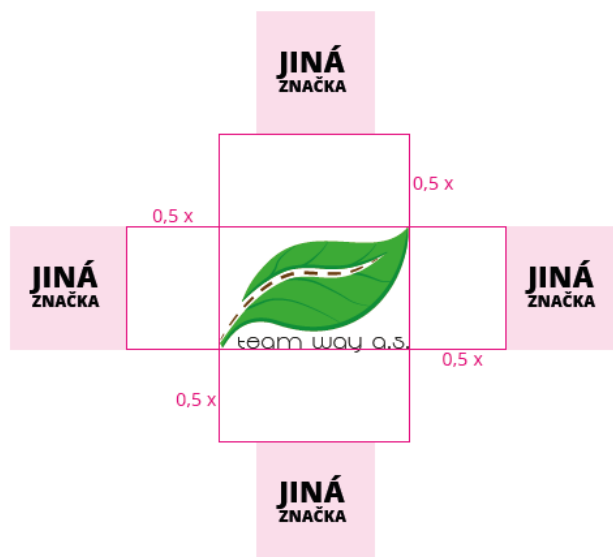 JINÁ
ZNAČKA
0,5 x
0,5 x
JINÁ
ZNAČKA
JINÁ
ZNAČKA
team way a.s.
0,5 x
0,5 x
JINÁ
ZNAČKA